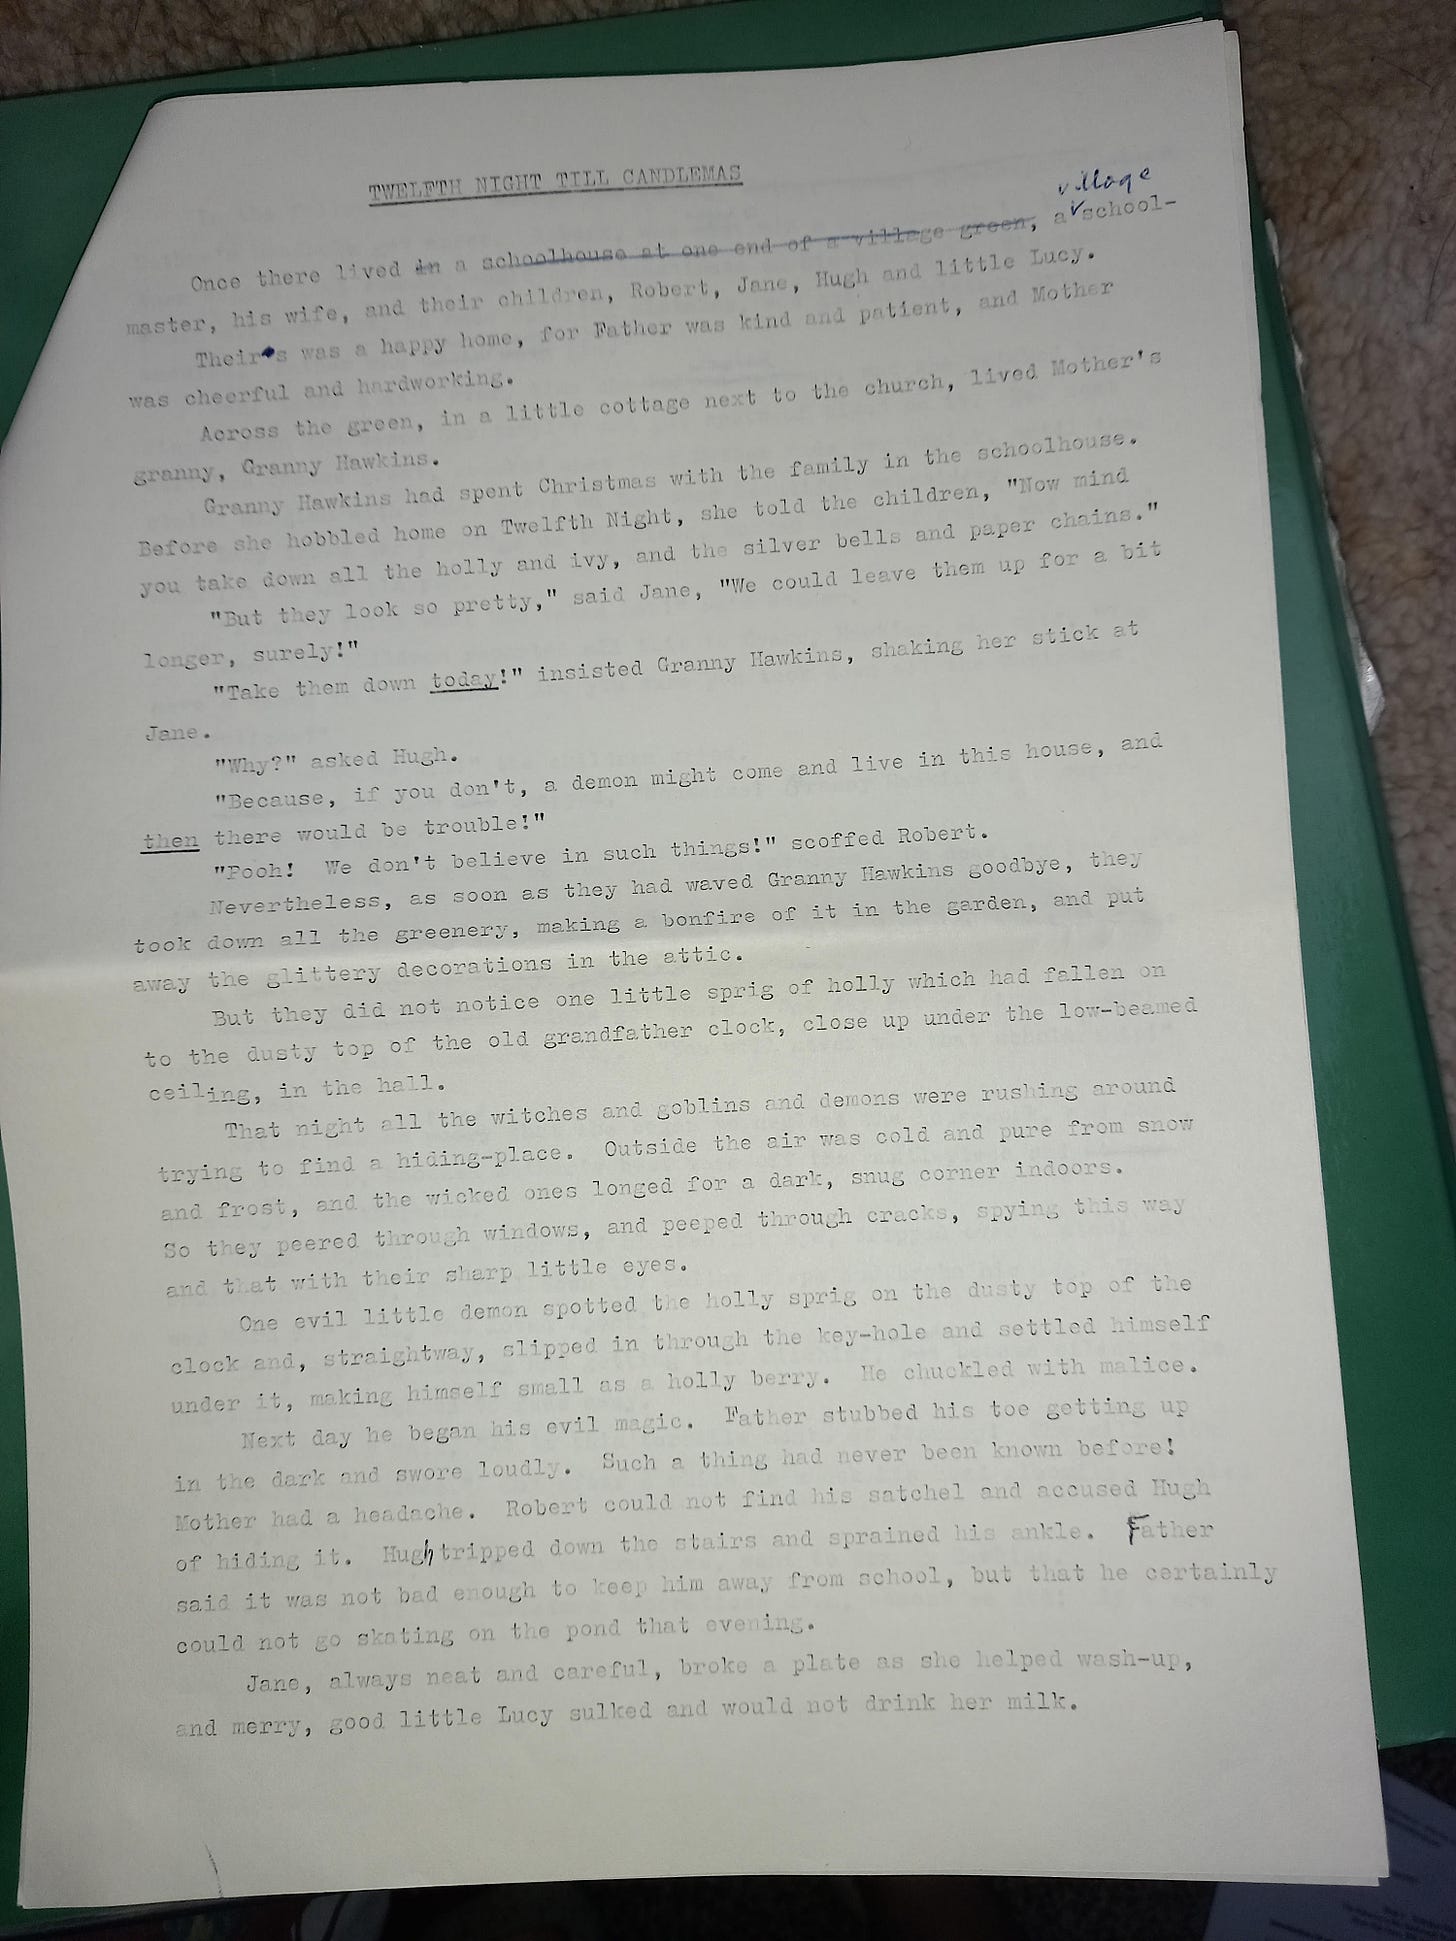 TWELFTH NIGHT TILL CANDLEMAS
village
Once there lived in a schoolhouse at one end of a village green, a school-
master, his wife, and their children, Robert, Jane, Hugh and little Lucy.
Theirs was a happy home, for Father was kind and patient, and Mother
was cheerful and hardworking.
Across the green, in a little cottage next to the church, lived Mother's
granny, Granny Hawkins.
Granny Hawkins had spent Christmas with the family in the schoolhouse.
Before she hobbled home on Twelfth Night, she told the children, "Now mind
you take down all the holly and ivy, and the silver bells and paper chains."
"But they look so pretty," said Jane, "We could leave them up for a bit
longer, surely!"
"Take them down today!" insisted Granny Hawkins, shaking her stick at
Jane.
"Why?" asked Hugh.
"Because, if you don't, a demon might come and live in this house, and
then there would be trouble!"
"Pooh!  We don't believe in such things!" scoffed Robert.
Nevertheless, as soon as they had waved Granny Hawkins goodbye, they
took down all the greenery, making a bonfire of it in the garden, and put
away the glittery decorations in the attic.
But they did not notice one little sprig of holly which had fallen on
to the dusty top of the old grandfather clock, close up under the low-beamed
ceiling, in the hall.
That night all the witches and goblins and demons were rushing around
trying to find a hiding-place.  Outside the air was cold and pure from snow
and frost, and the wicked ones longed for a dark, snug corner indoors.
So they peered through windows, and peeped through cracks, spying this way
and that with their sharp little eyes.
One evil little demon spotted the holly sprig on the dusty top of the
clock and, straightway, slipped in through the key-hole and settled himself
under it, making himself small as a holly berry.  He chuckled with malice.
Next day he began his evil magic.  Father stubbed his toe getting up
in the dark and swore loudly.  Such a thing had never been known before!
Mother had a headache.  Robert could not find his satchel and accused Hugh
of hiding it.  Hugh tripped down the stairs and sprained his ankle.  Father
said it was not bad enough to keep him away from school, but that he certainly
could not go skating on the pond that evening.
Jane, always neat and careful, broke a plate as she helped wash-up,
and merry, good little Lucy sulked and would not drink her milk.